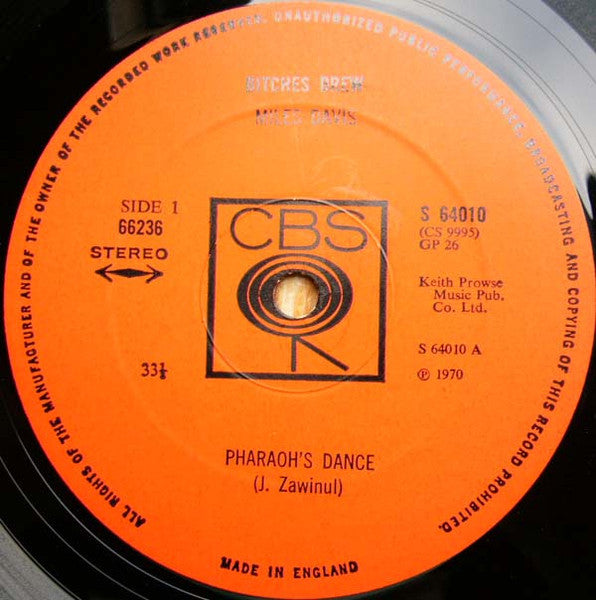 ALL RIGHTS OF THE MANUFACTURER AND OF THE OWNER OF THE RECORDED WORK RESERVED. UNAUTHORIZED PUBLIC PERFORMANCE, BROADCASTING AND COPYING OF THIS RECORD PROHIBITED.
BITCHES BREW
MILES DAVIS
SIDE 1
66236
STEREO
33⅓
CBS
S 64010
(CS 9995)
GP 26
Keith Prowse
Music Pub.
Co. Ltd.
S 64010 A
℗ 1970
PHARAOH'S DANCE
(J. Zawinul)
MADE IN ENGLAND